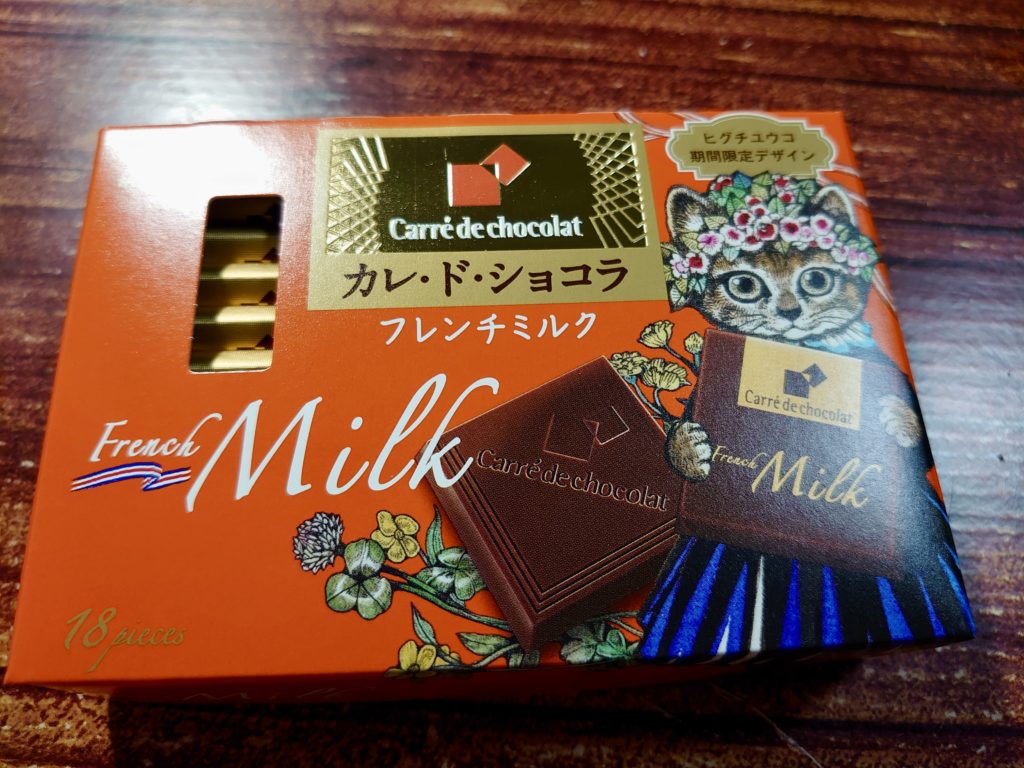 ヒグチユウコ
期間限定デザイン
Carré de chocolat
カレ・ド・ショコラ
フレンチミルク
French Milk
Carré de chocolat
Carré de chocolat
French Milk
18 pieces